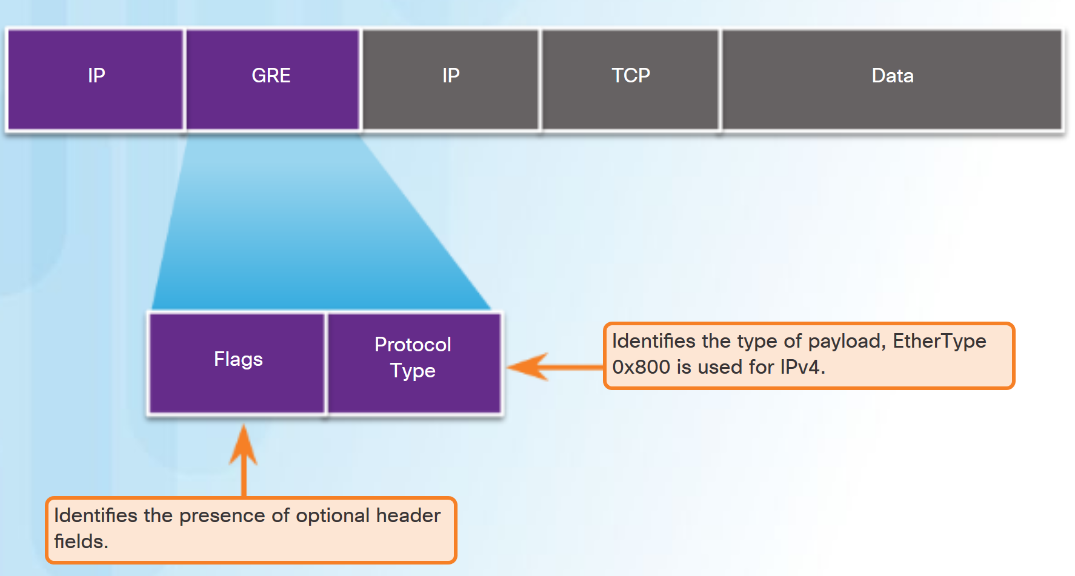 IP
GRE
IP
TCP
Data
Flags
Protocol
Type
Identifies the type of payload, EtherType
0x800 is used for IPv4.
Identifies the presence of optional header
fields.